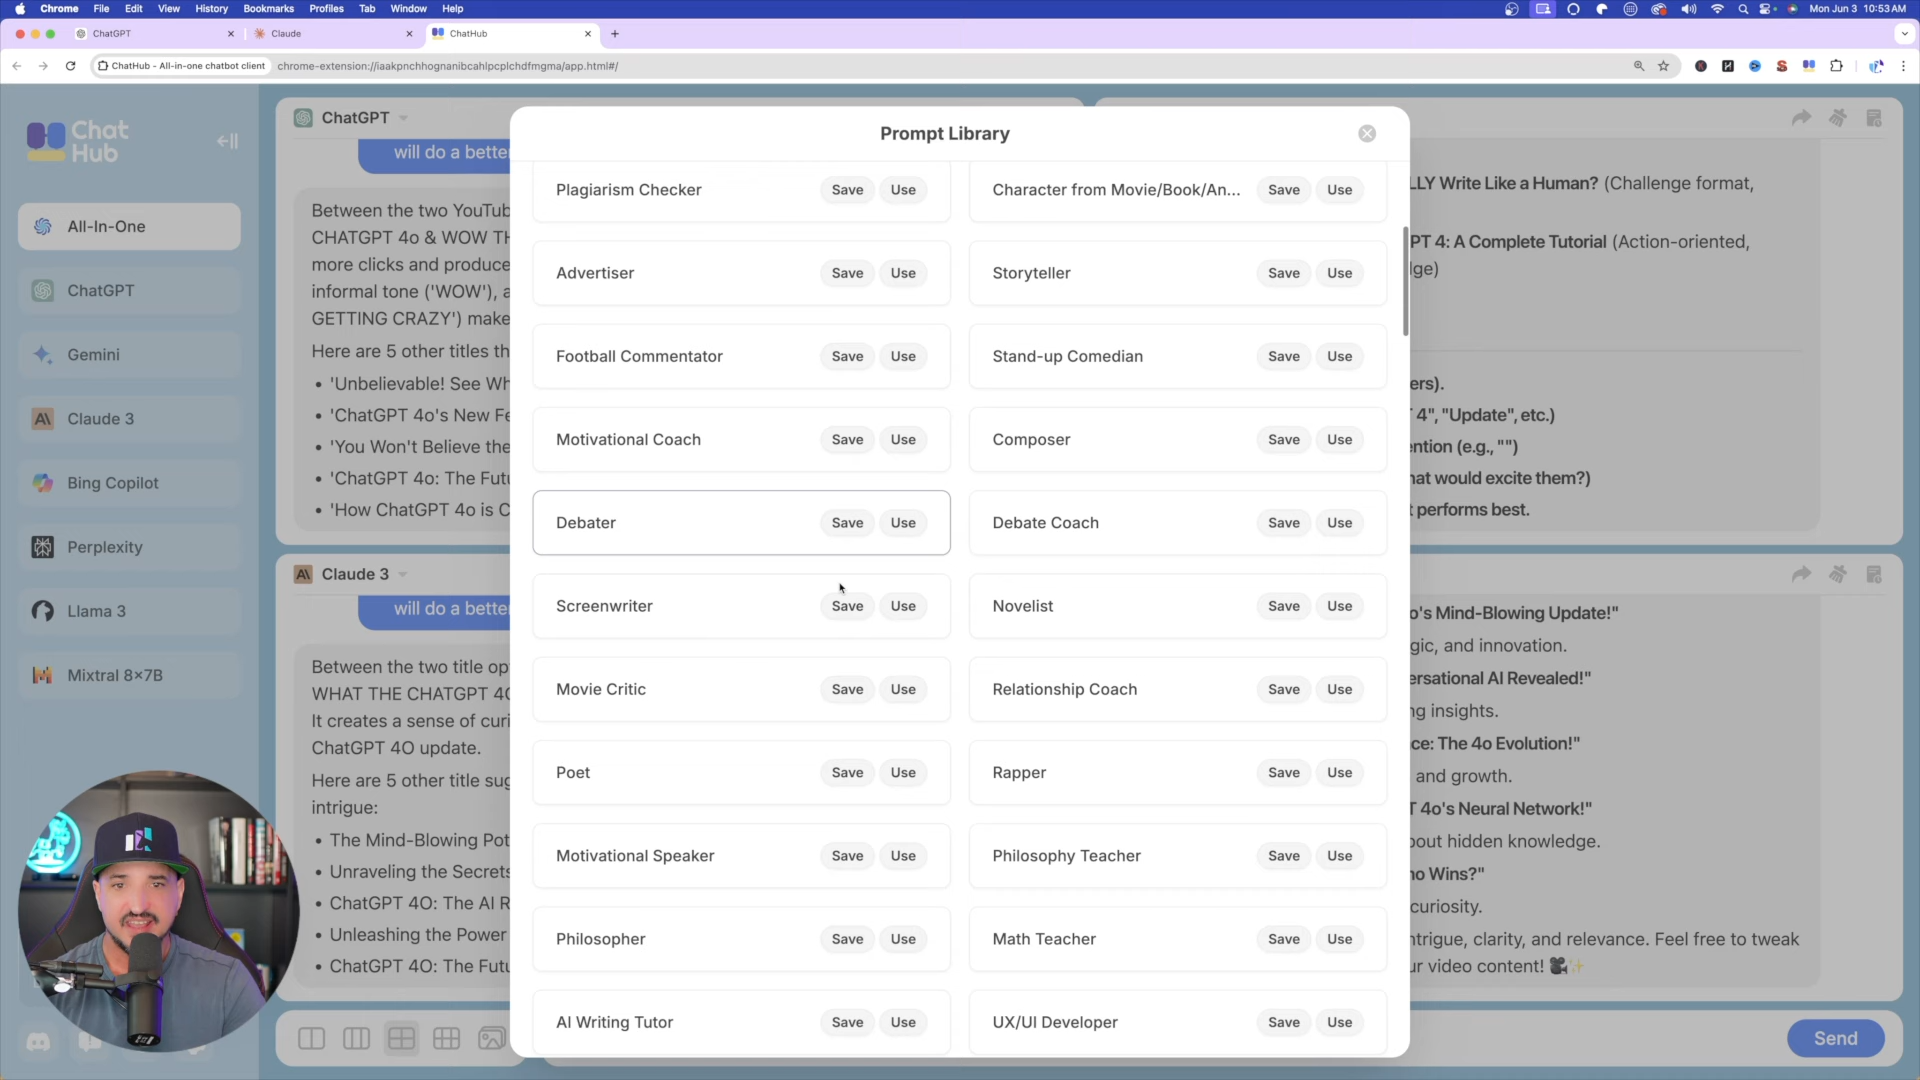 Chrome File Edit View History Bookmarks Profiles Tab Window Help
Mon Jun 3 10:53 AM
ChatGPT
Claude
ChatHub
ChatHub - All-in-one chatbot client
chrome-extension://iaakpnchhognanibcahlpcplchdfmgma/app.html#/
Chat
Hub
All-In-One
ChatGPT
Gemini
Claude 3
Bing Copilot
Perplexity
Llama 3
Mixtral 8×7B
ChatGPT
will do a better
Between the two YouTub
CHATGPT 4o & WOW TH
more clicks and produce
informal tone ('WOW'), a
GETTING CRAZY') make
Here are 5 other titles th
• 'Unbelievable! See Wh
• 'ChatGPT 4o's New Fe
• 'You Won't Believe the
• 'ChatGPT 4o: The Futu
• 'How ChatGPT 4o is C
Claude 3
will do a better
Between the two title op
WHAT THE CHATGPT 4O
It creates a sense of curi
ChatGPT 4O update.
Here are 5 other title sug
intrigue:
• The Mind-Blowing Pot
• Unraveling the Secrets
• ChatGPT 4O: The AI R
• Unleashing the Power
• ChatGPT 4O: The Futu
Prompt Library
Plagiarism Checker Save Use
Character from Movie/Book/An... Save Use
Advertiser Save Use
Storyteller Save Use
Football Commentator Save Use
Stand-up Comedian Save Use
Motivational Coach Save Use
Composer Save Use
Debater Save Use
Debate Coach Save Use
Screenwriter Save Use
Novelist Save Use
Movie Critic Save Use
Relationship Coach Save Use
Poet Save Use
Rapper Save Use
Motivational Speaker Save Use
Philosophy Teacher Save Use
Philosopher Save Use
Math Teacher Save Use
AI Writing Tutor Save Use
UX/UI Developer Save Use
LLY Write Like a Human? (Challenge format,
PT 4: A Complete Tutorial (Action-oriented,
ge)
ers).
4", "Update", etc.)
ention (e.g., "")
hat would excite them?)
t performs best.
o's Mind-Blowing Update!"
gic, and innovation.
ersational AI Revealed!"
ng insights.
ce: The 4o Evolution!"
and growth.
T 4o's Neural Network!"
bout hidden knowledge.
ho Wins?"
curiosity.
ntrigue, clarity, and relevance. Feel free to tweak
ur video content! 🎥✨
Send